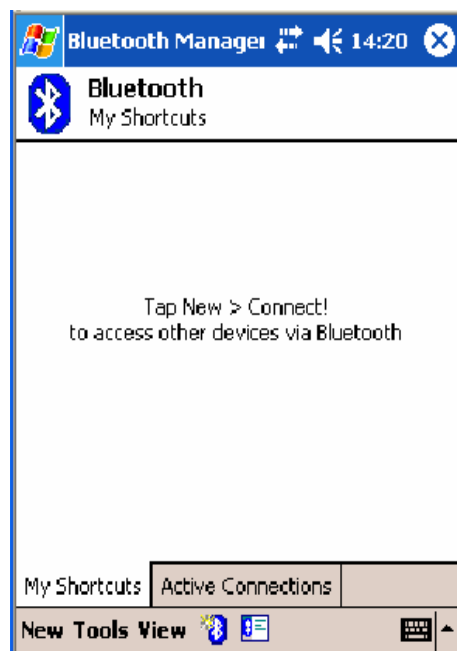 Bluetooth Manager 14:20
Bluetooth
My Shortcuts
Tap New > Connect!
to access other devices via Bluetooth
My Shortcuts Active Connections
New Tools View